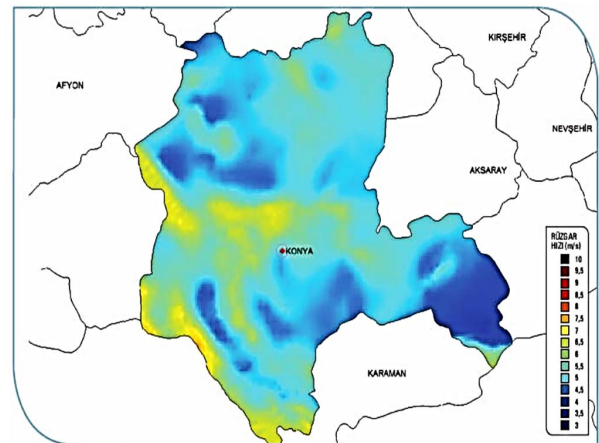 KIRŞEHİR
AFYON
NEVŞEHİR
AKSARAY
KONYA
KARAMAN
RÜZGAR
HIZI (m/s)
10
9,5
9
8,5
8
7,5
7
6,5
6
5,5
5
4,5
4
3,5
3